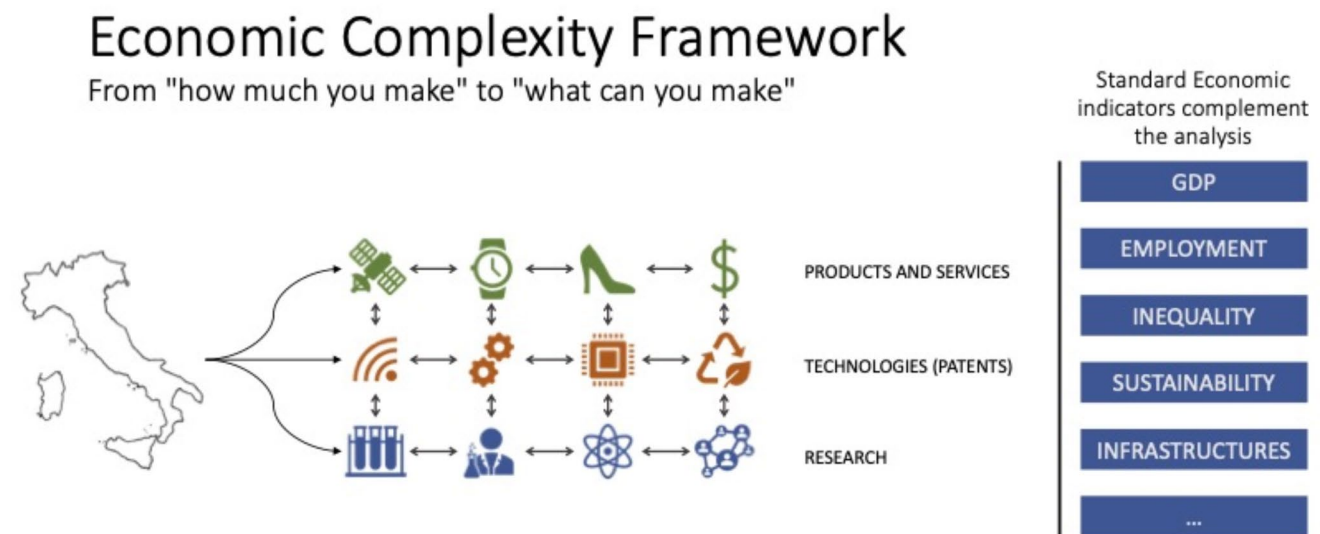 Economic Complexity Framework
From "how much you make" to "what can you make"
Standard Economic
indicators complement
the analysis
GDP
EMPLOYMENT
INEQUALITY
SUSTAINABILITY
INFRASTRUCTURES
...
PRODUCTS AND SERVICES
TECHNOLOGIES (PATENTS)
RESEARCH